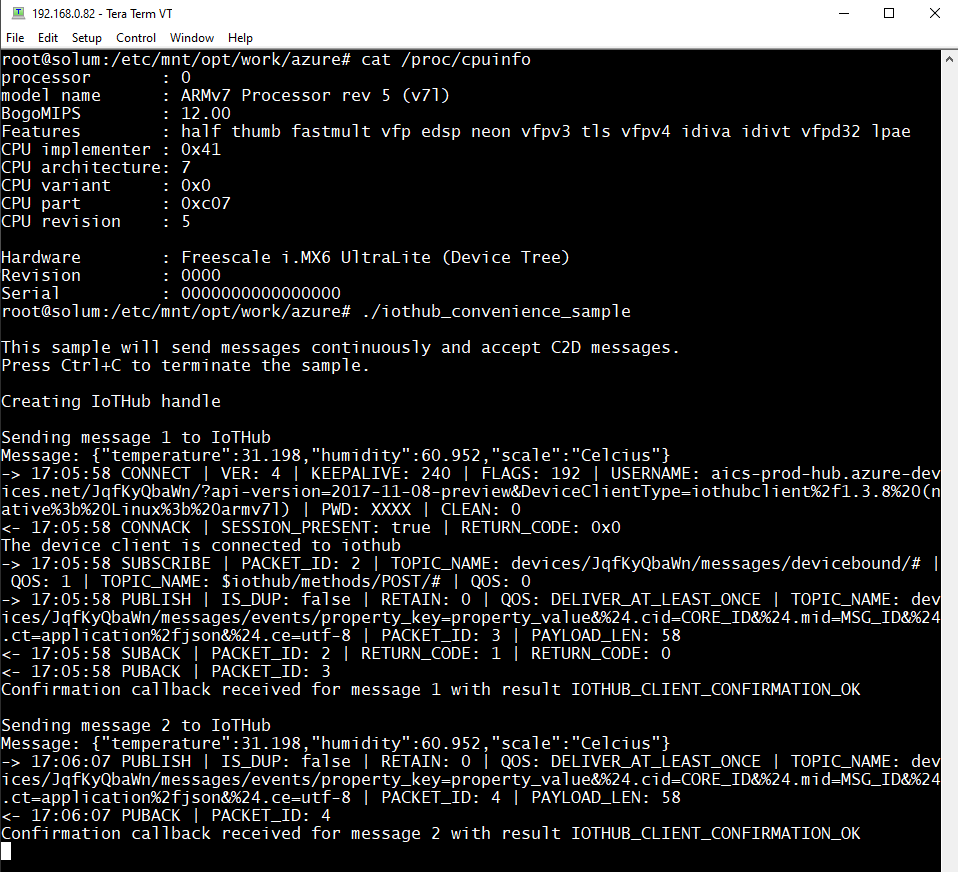 192.168.0.82 - Tera Term VT
File Edit Setup Control Window Help
root@solum:/etc/mnt/opt/work/azure# cat /proc/cpuinfo
processor : 0
model name : ARMv7 Processor rev 5 (v7l)
BogoMIPS : 12.00
Features : half thumb fastmult vfp edsp neon vfpv3 tls vfpv4 idiva idivt vfpd32 lpae
CPU implementer : 0x41
CPU architecture: 7
CPU variant : 0x0
CPU part : 0xc07
CPU revision : 5
Hardware : Freescale i.MX6 UltraLite (Device Tree)
Revision : 0000
Serial : 0000000000000000
root@solum:/etc/mnt/opt/work/azure# ./iothub_convenience_sample
This sample will send messages continuously and accept C2D messages.
Press Ctrl+C to terminate the sample.
Creating IoTHub handle
Sending message 1 to IoTHub
Message: {"temperature":31.198,"humidity":60.952,"scale":"Celcius"}
-> 17:05:58 CONNECT | VER: 4 | KEEPALIVE: 240 | FLAGS: 192 | USERNAME: aics-prod-hub.azure-dev
ices.net/JqfKyQbaWn/?api-version=2017-11-08-preview&DeviceClientType=iothubclient%2f1.3.8%20(n
ative%3b%20Linux%3b%20armv7l) | PWD: XXXX | CLEAN: 0
<- 17:05:58 CONNACK | SESSION_PRESENT: true | RETURN_CODE: 0x0
The device client is connected to iothub
-> 17:05:58 SUBSCRIBE | PACKET_ID: 2 | TOPIC_NAME: devices/JqfKyQbaWn/messages/devicebound/# |
QOS: 1 | TOPIC_NAME: $iothub/methods/POST/# | QOS: 0
-> 17:05:58 PUBLISH | IS_DUP: false | RETAIN: 0 | QOS: DELIVER_AT_LEAST_ONCE | TOPIC_NAME: dev
ices/JqfKyQbaWn/messages/events/property_key=property_value&%24.cid=CORE_ID&%24.mid=MSG_ID&%24
.ct=application%2fjson&%24.ce=utf-8 | PACKET_ID: 3 | PAYLOAD_LEN: 58
<- 17:05:58 SUBACK | PACKET_ID: 2 | RETURN_CODE: 1 | RETURN_CODE: 0
<- 17:05:58 PUBACK | PACKET_ID: 3
Confirmation callback received for message 1 with result IOTHUB_CLIENT_CONFIRMATION_OK
Sending message 2 to IoTHub
Message: {"temperature":31.198,"humidity":60.952,"scale":"Celcius"}
-> 17:06:07 PUBLISH | IS_DUP: false | RETAIN: 0 | QOS: DELIVER_AT_LEAST_ONCE | TOPIC_NAME: dev
ices/JqfKyQbaWn/messages/events/property_key=property_value&%24.cid=CORE_ID&%24.mid=MSG_ID&%24
.ct=application%2fjson&%24.ce=utf-8 | PACKET_ID: 4 | PAYLOAD_LEN: 58
<- 17:06:07 PUBACK | PACKET_ID: 4
Confirmation callback received for message 2 with result IOTHUB_CLIENT_CONFIRMATION_OK